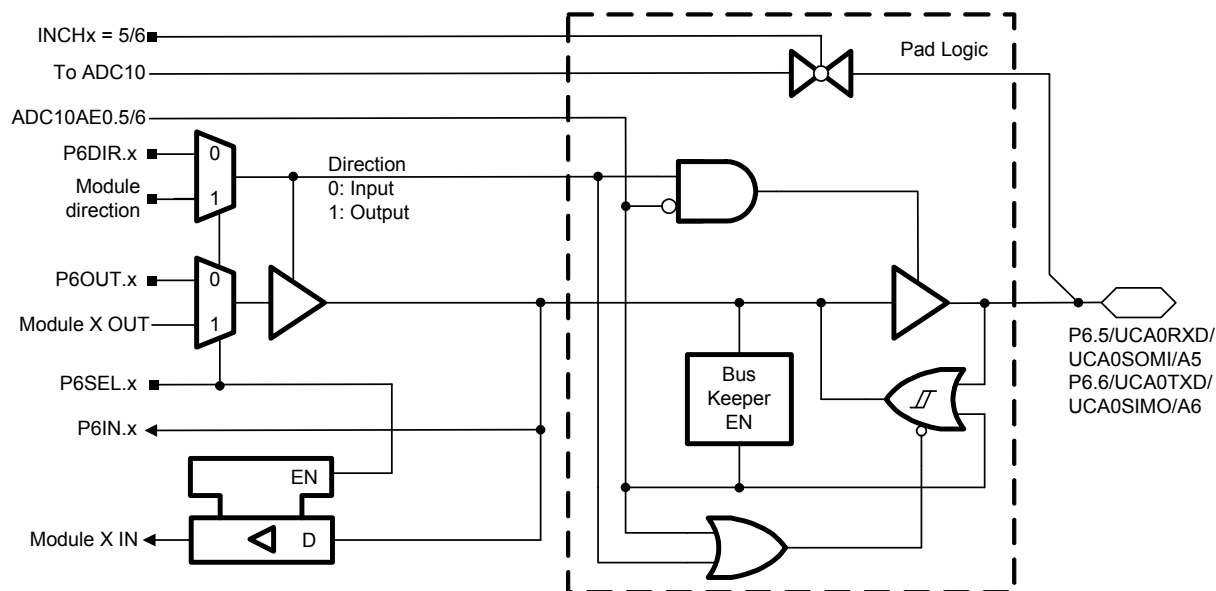 INCHx = 5/6
Pad Logic
To ADC10
ADC10AE0.5/6
P6DIR.x
0
Module
direction
1
Direction
0: Input
1: Output
P6OUT.x
0
Module X OUT
1
P6.5/UCA0RXD/
UCA0SOMI/A5
P6.6/UCA0TXD/
UCA0SIMO/A6
P6SEL.x
Bus
Keeper
EN
P6IN.x
EN
Module X IN
D